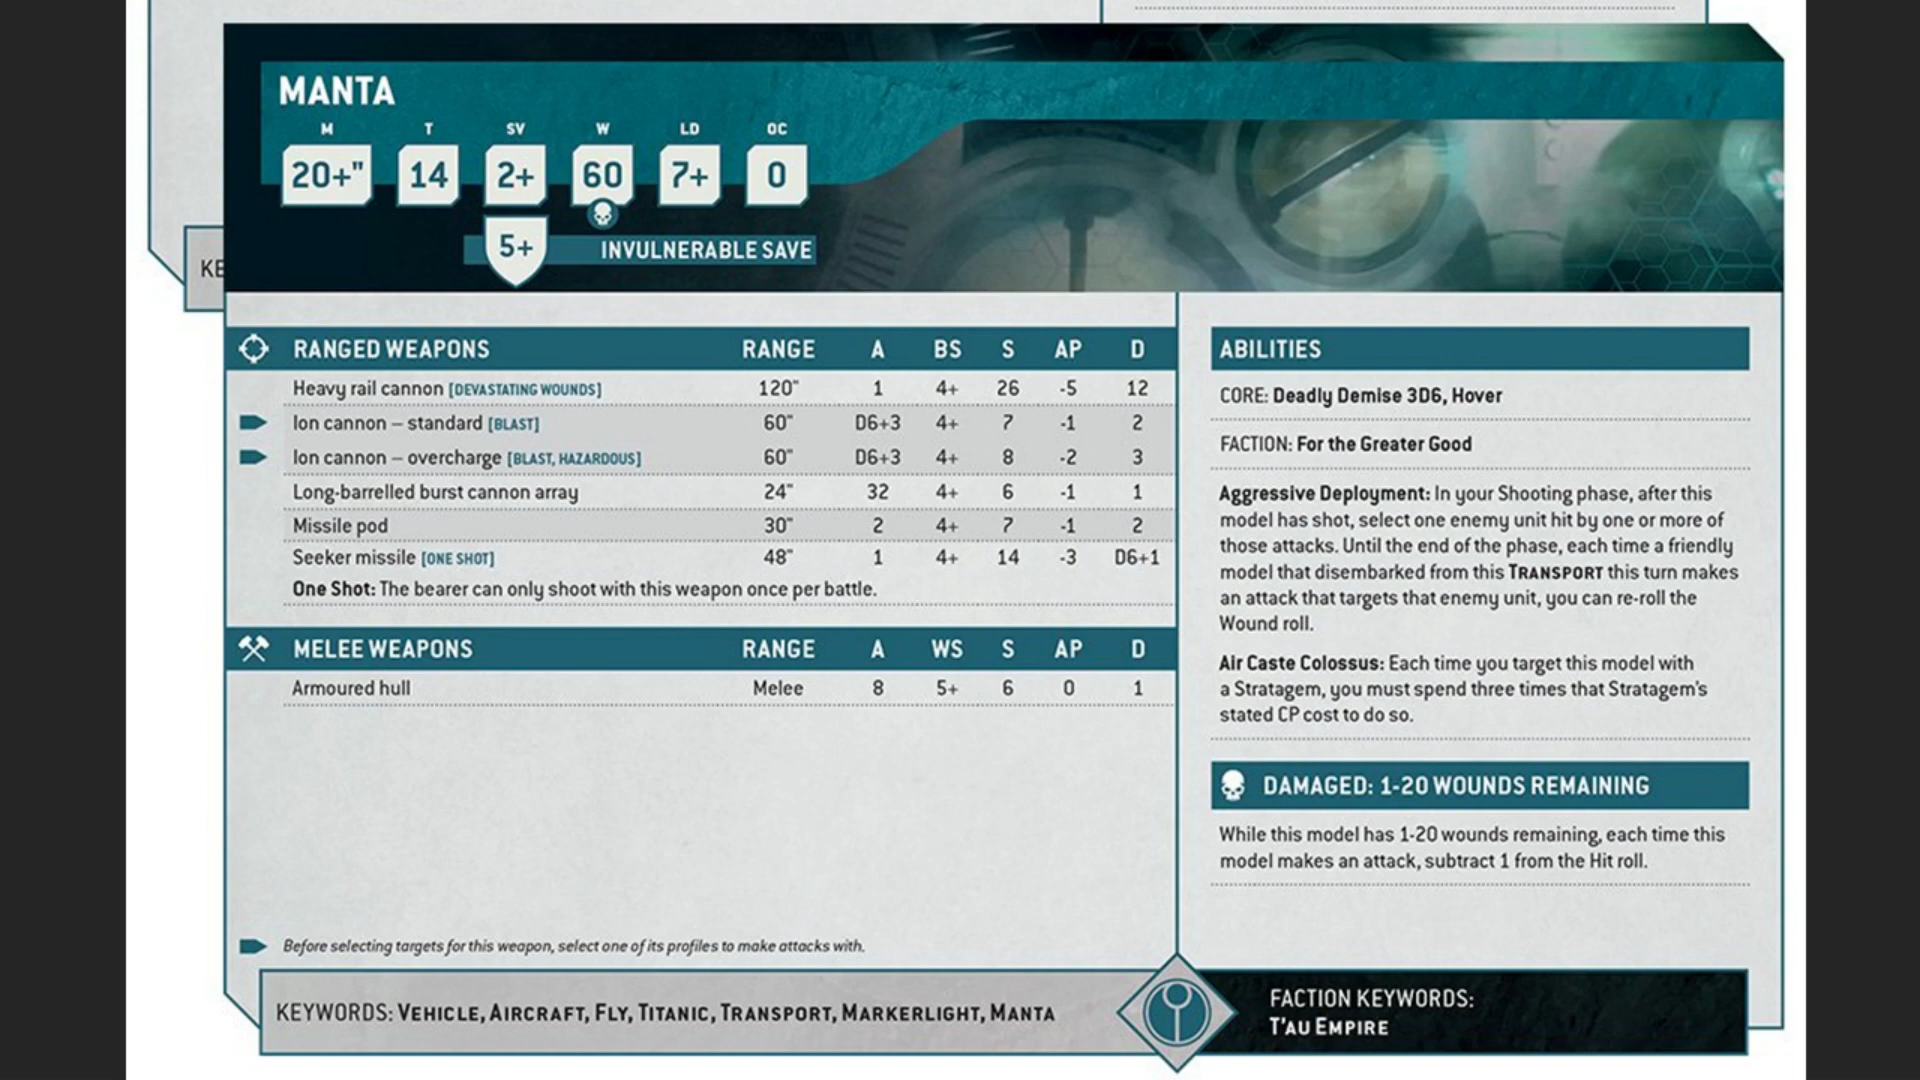 MANTA
M T SV W LD OC
20+" 14 2+ 60 7+ 0
5+ INVULNERABLE SAVE
KE
RANGED WEAPONS RANGE A BS S AP D
Heavy rail cannon [DEVASTATING WOUNDS] 120" 1 4+ 26 -5 12
Ion cannon – standard [BLAST] 60" D6+3 4+ 7 -1 2
Ion cannon – overcharge [BLAST, HAZARDOUS] 60" D6+3 4+ 8 -2 3
Long-barrelled burst cannon array 24" 32 4+ 6 -1 1
Missile pod 30" 2 4+ 7 -1 2
Seeker missile [ONE SHOT] 48" 1 4+ 14 -3 D6+1
One Shot: The bearer can only shoot with this weapon once per battle.
MELEE WEAPONS RANGE A WS S AP D
Armoured hull Melee 8 5+ 6 0 1
Before selecting targets for this weapon, select one of its profiles to make attacks with.
ABILITIES
CORE: Deadly Demise 3D6, Hover
FACTION: For the Greater Good
Aggressive Deployment: In your Shooting phase, after this
model has shot, select one enemy unit hit by one or more of
those attacks. Until the end of the phase, each time a friendly
model that disembarked from this TRANSPORT this turn makes
an attack that targets that enemy unit, you can re-roll the
Wound roll.
Air Caste Colossus: Each time you target this model with
a Stratagem, you must spend three times that Stratagem's
stated CP cost to do so.
DAMAGED: 1-20 WOUNDS REMAINING
While this model has 1-20 wounds remaining, each time this
model makes an attack, subtract 1 from the Hit roll.
KEYWORDS: VEHICLE, AIRCRAFT, FLY, TITANIC, TRANSPORT, MARKERLIGHT, MANTA
FACTION KEYWORDS:
T'AU EMPIRE